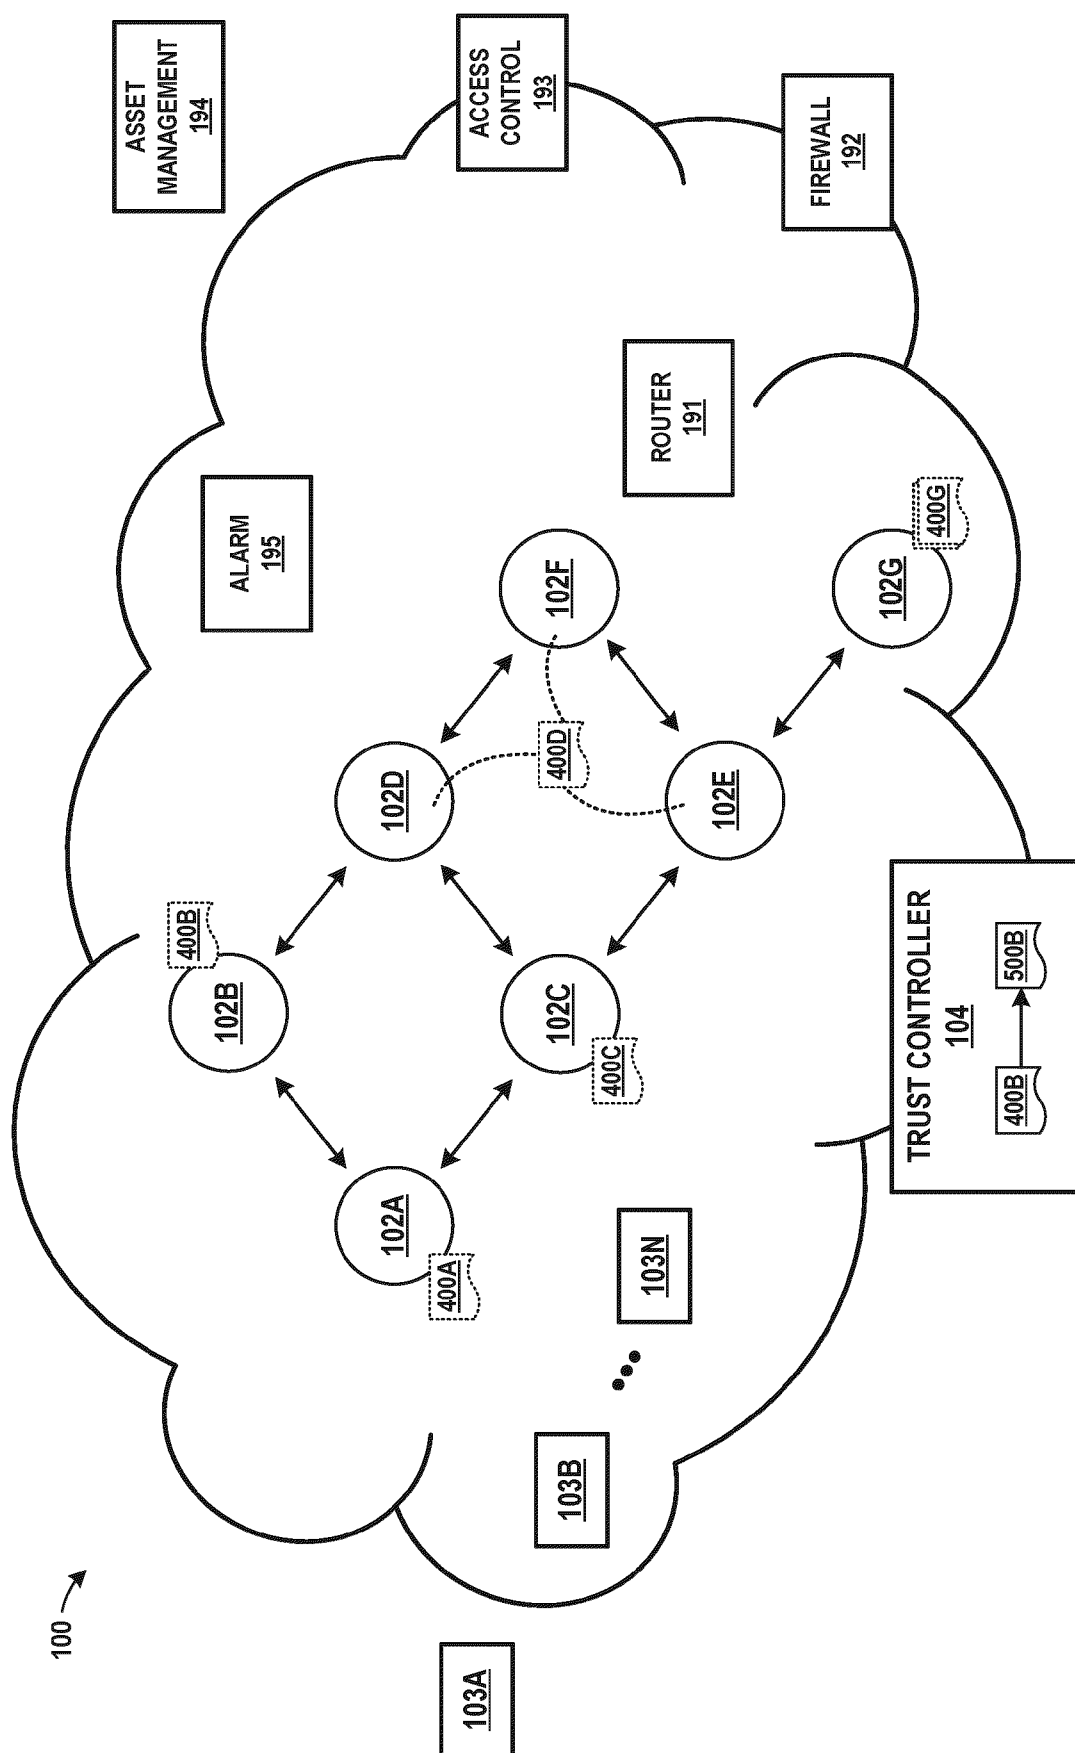 100
103A
103B
103N
102A
400A
102B
400B
102C
400C
102D
400D
102E
102F
102G
400G
ALARM
195
ROUTER
191
ASSET
MANAGEMENT
194
ACCESS
CONTROL
193
FIREWALL
192
TRUST CONTROLLER
104
400B
500B